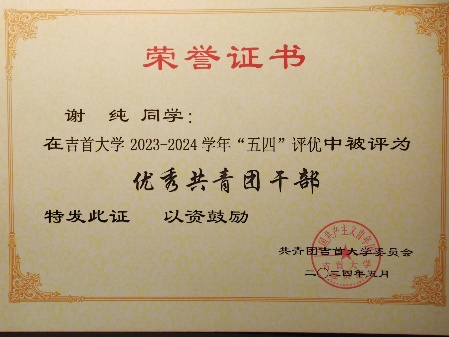 荣誉证书
谢 纯 同学：
在吉首大学 2023-2024 学年“五四”评优中被评为
优秀共青团干部
特发此证 以资鼓励
共青团吉首大学委员会
二〇二四年五月